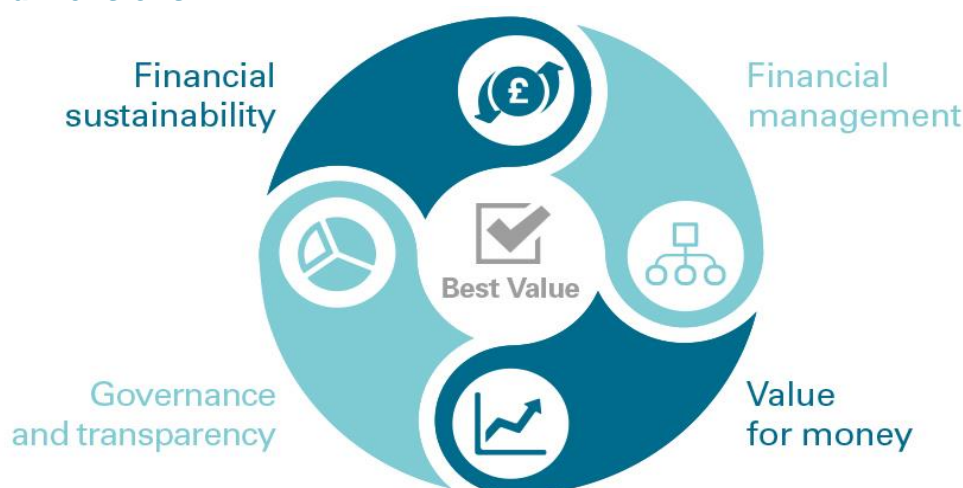 Financial
sustainability
£
Financial
management
Best Value
Governance
and transparency
Value
for money